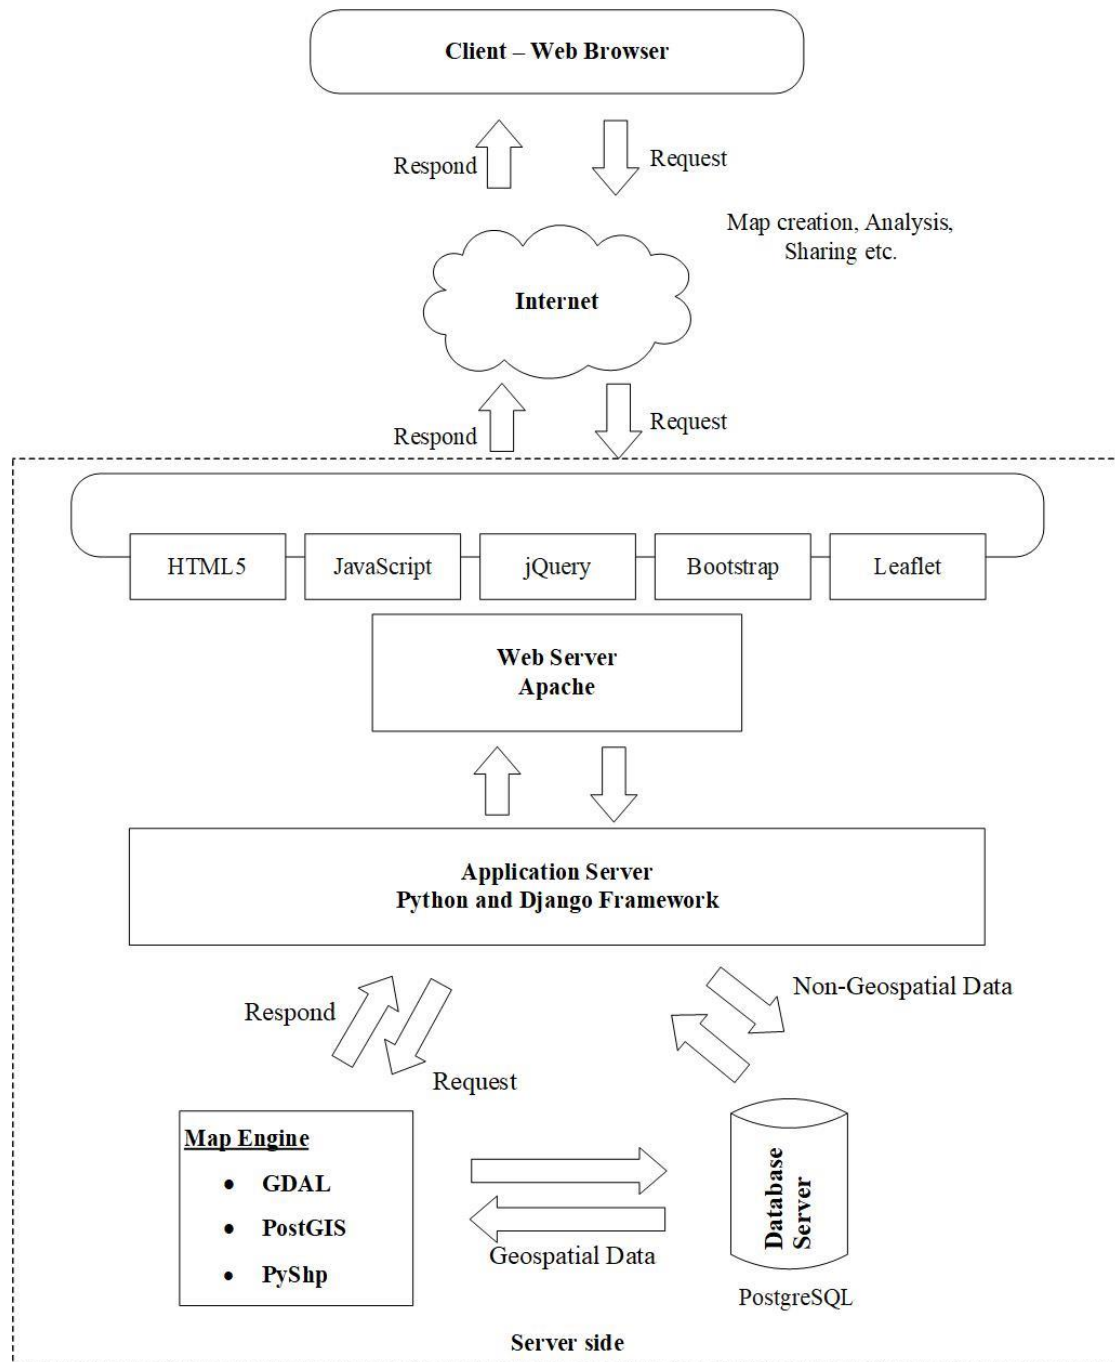 Client – Web Browser
Respond
Request
Map creation, Analysis,
Sharing etc.
Internet
Respond
Request
HTML5
JavaScript
jQuery
Bootstrap
Leaflet
Web Server
Apache
Application Server
Python and Django Framework
Non-Geospatial Data
Respond
Request
Map Engine
• GDAL
• PostGIS
• PyShp
Geospatial Data
Database
Server
PostgreSQL
Server side